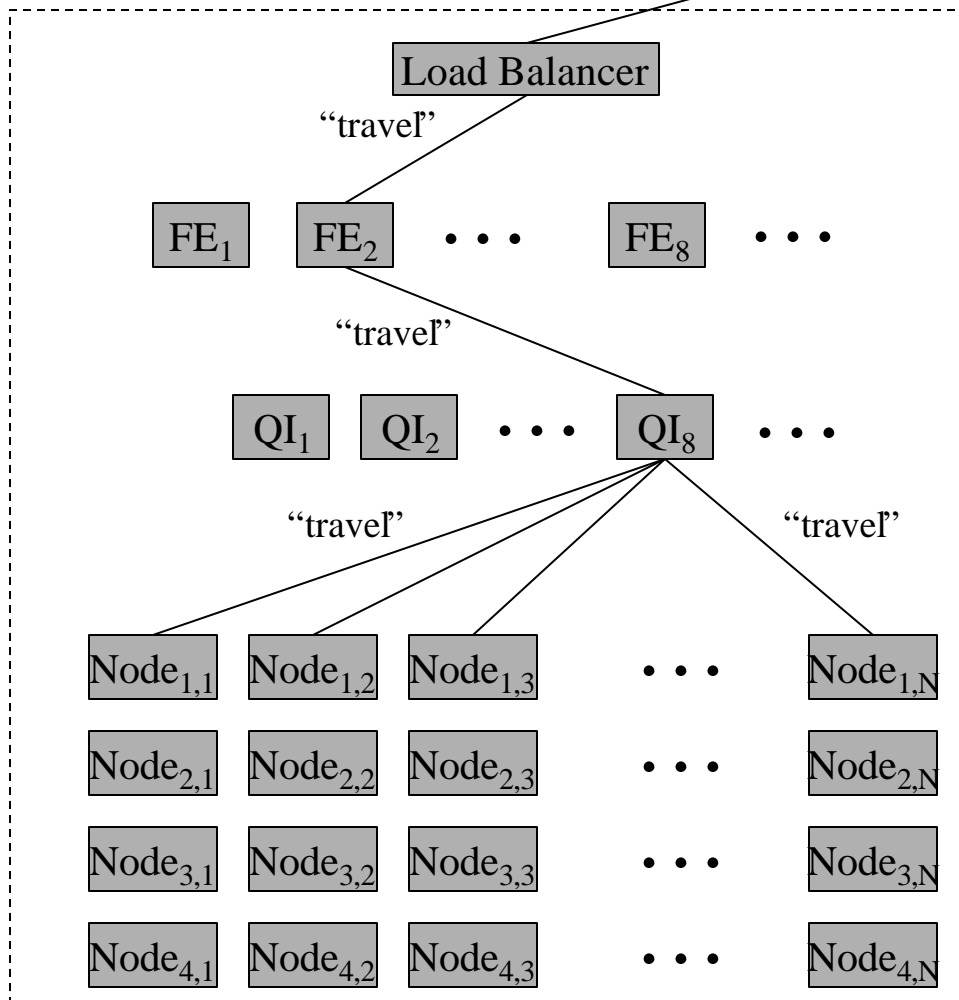 Load Balancer
“travel”
FE1 FE2 • • • FE8 • • •
“travel”
QI1 QI2 • • • QI8 • • •
“travel” “travel”
Node1,1 Node1,2 Node1,3 • • • Node1,N
Node2,1 Node2,2 Node2,3 • • • Node2,N
Node3,1 Node3,2 Node3,3 • • • Node3,N
Node4,1 Node4,2 Node4,3 • • • Node4,N